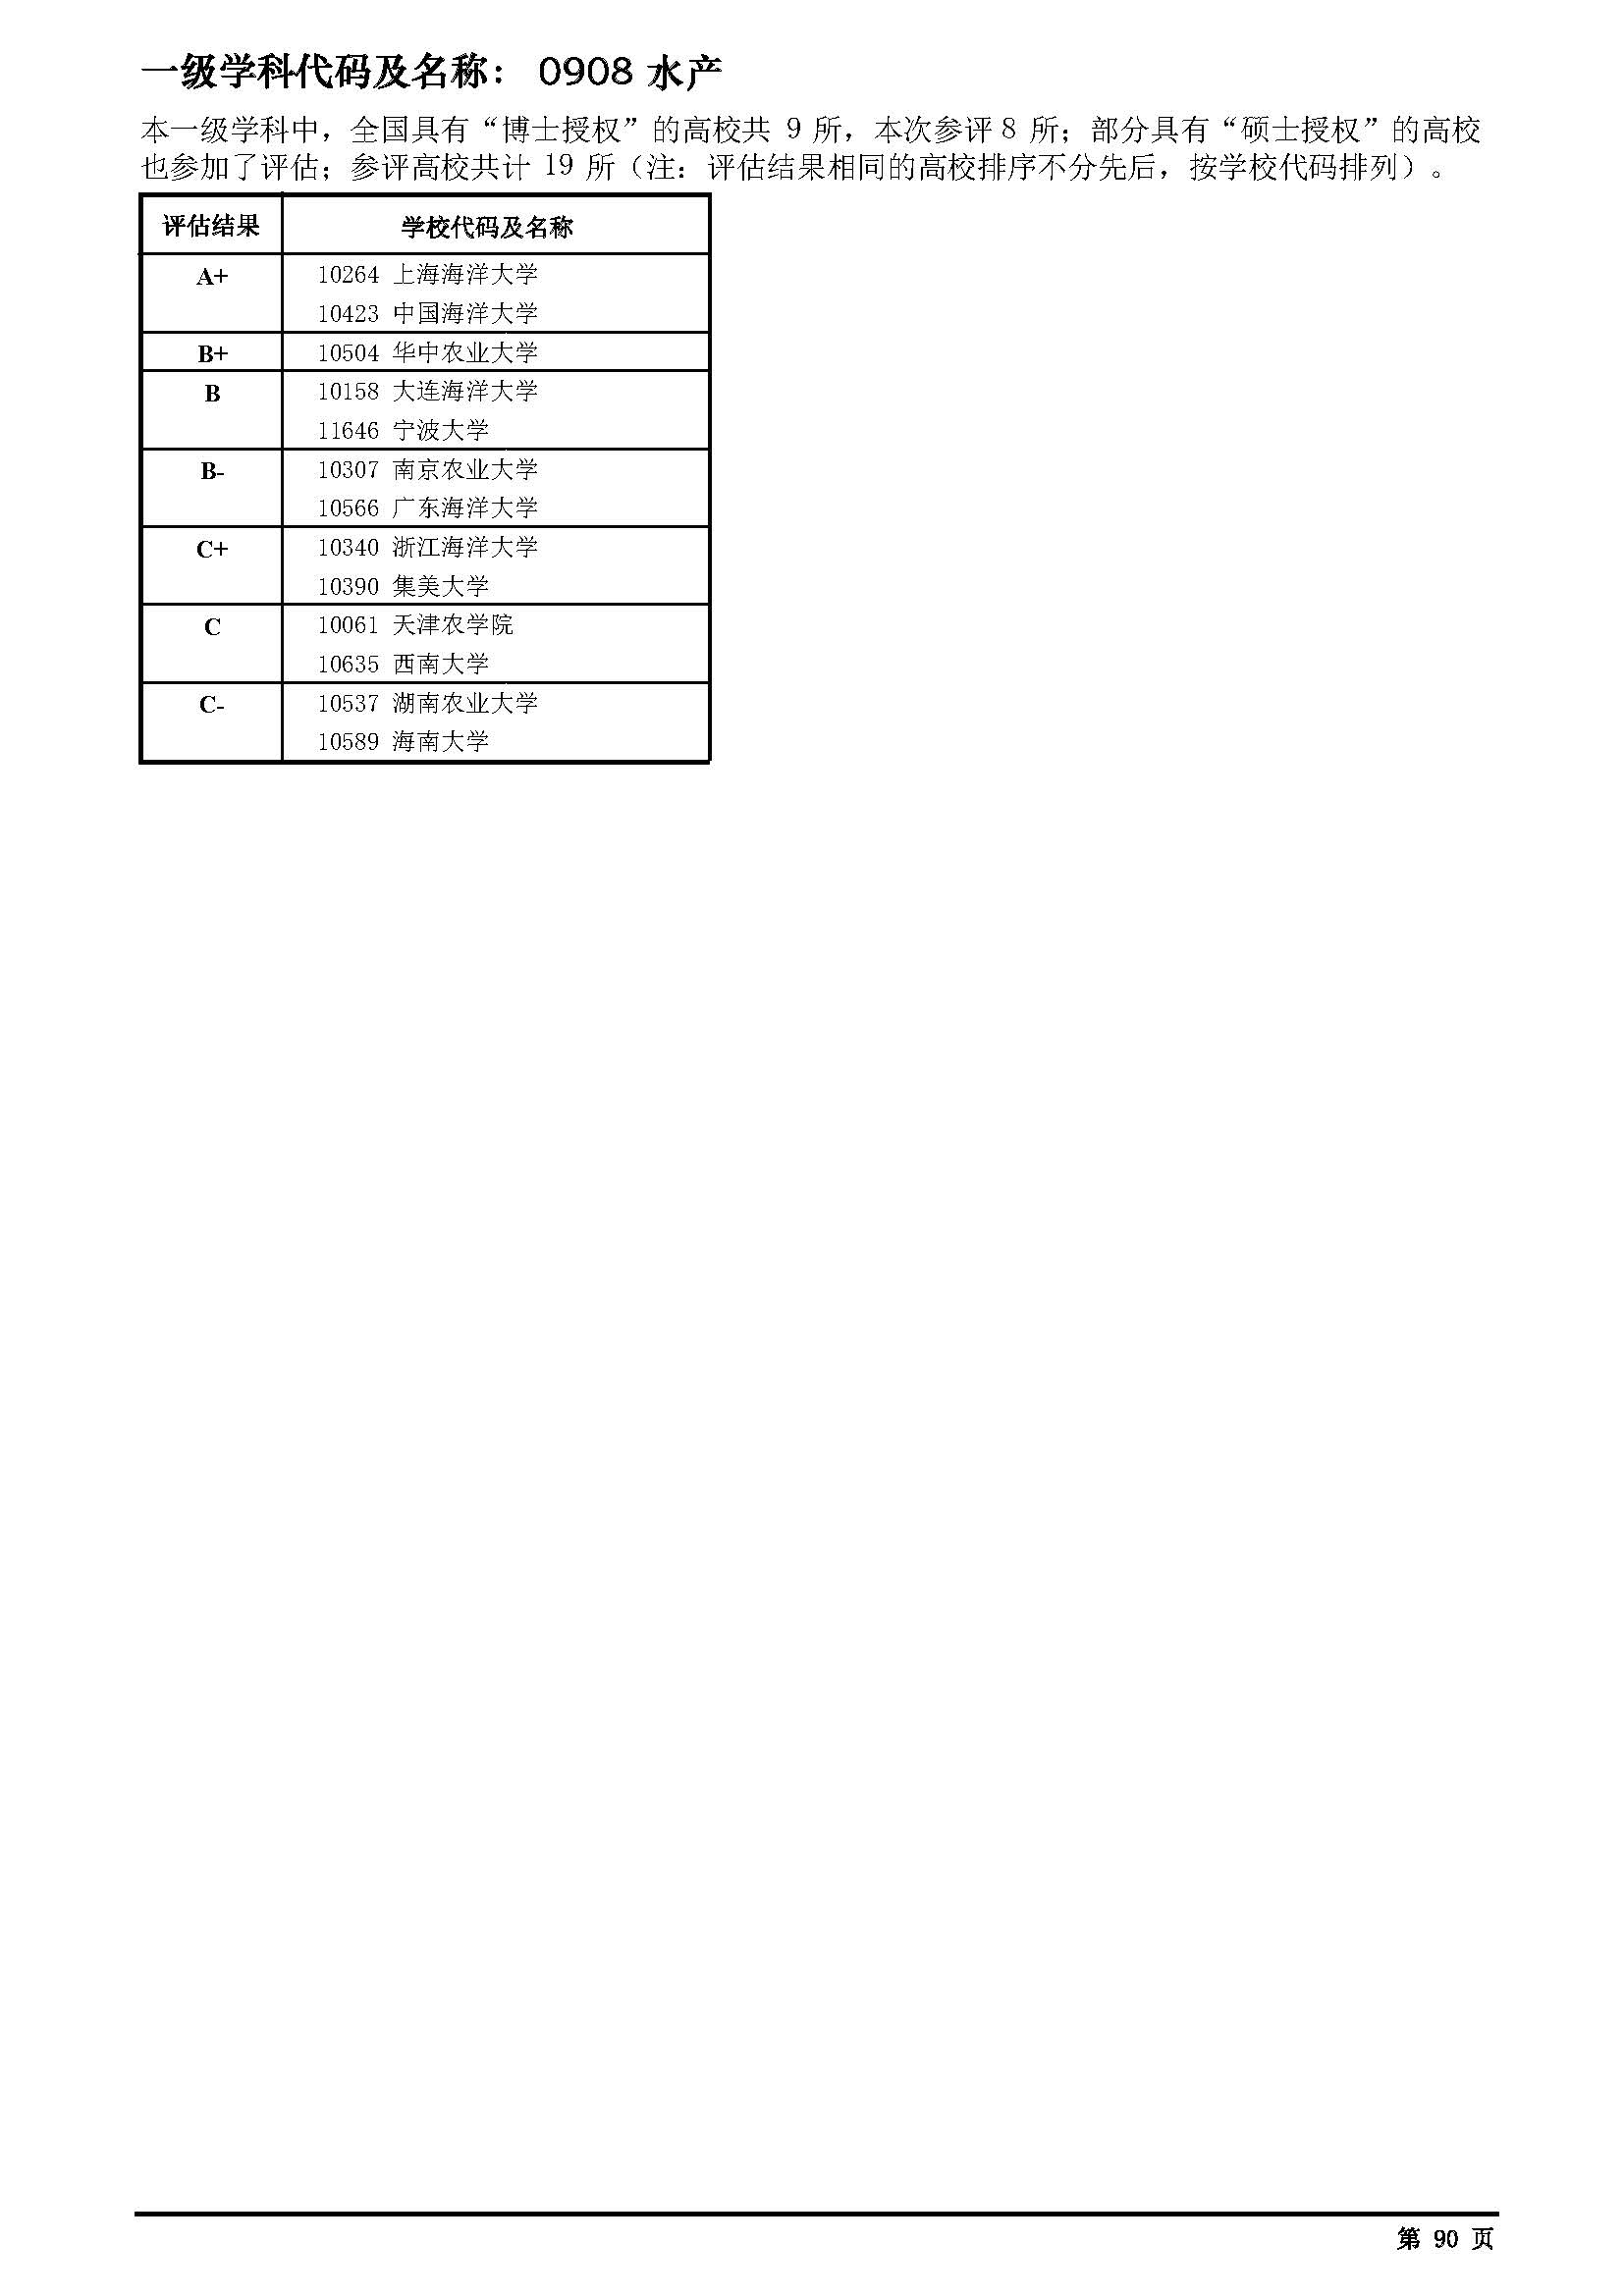 一级学科代码及名称： 0908 水产
本一级学科中，全国具有“博士授权”的高校共 9 所，本次参评 8 所；部分具有“硕士授权”的高校
也参加了评估；参评高校共计 19 所（注：评估结果相同的高校排序不分先后，按学校代码排列）。
评估结果 学校代码及名称
A+ 10264 上海海洋大学
10423 中国海洋大学
B+ 10504 华中农业大学
B 10158 大连海洋大学
11646 宁波大学
B- 10307 南京农业大学
10566 广东海洋大学
C+ 10340 浙江海洋大学
10390 集美大学
C 10061 天津农学院
10635 西南大学
C- 10537 湖南农业大学
10589 海南大学
第 90 页